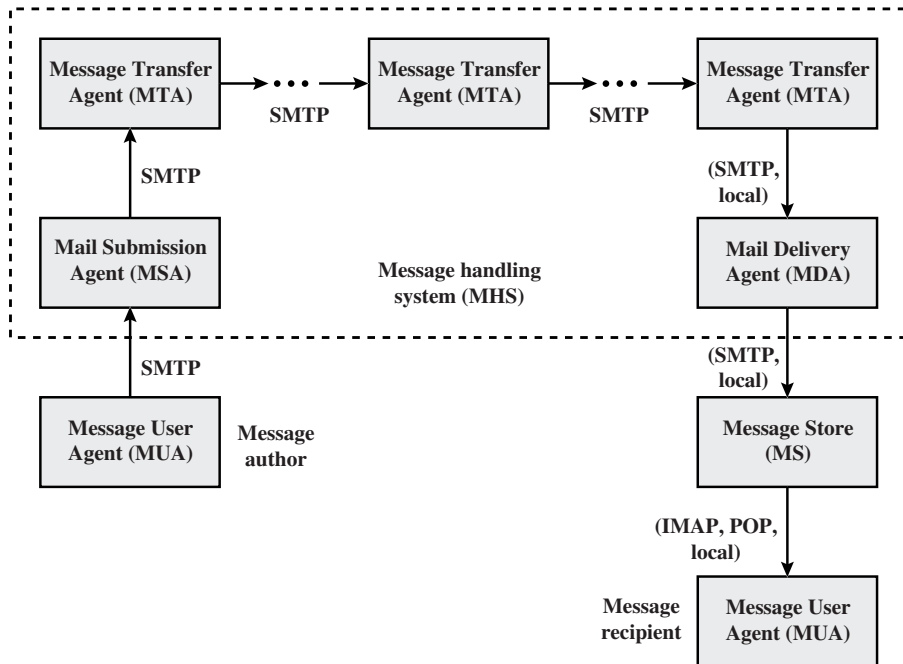 Message Transfer
Agent (MTA)
SMTP
Message Transfer
Agent (MTA)
SMTP
Message Transfer
Agent (MTA)
SMTP
(SMTP,
local)
Mail Submission
Agent (MSA)
Message handling
system (MHS)
Mail Delivery
Agent (MDA)
SMTP
(SMTP,
local)
Message User
Agent (MUA)
Message
author
Message Store
(MS)
(IMAP, POP,
local)
Message
recipient
Message User
Agent (MUA)